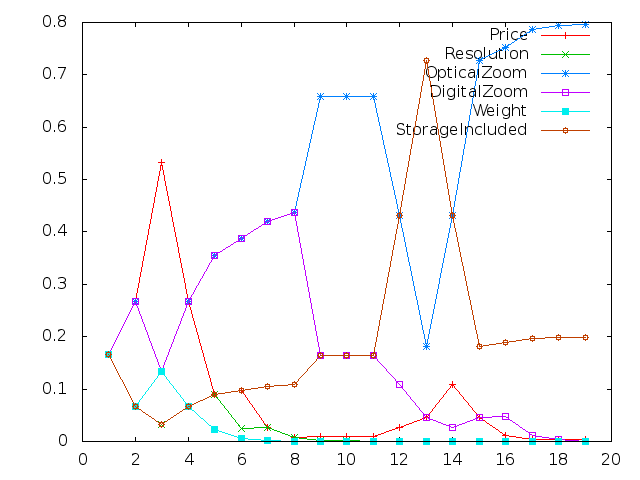 0.8
0.7
0.6
0.5
0.4
0.3
0.2
0.1
0
0 2 4 6 8 10 12 14 16 18 20
Price
Resolution
OpticalZoom
DigitalZoom
Weight
StorageIncluded